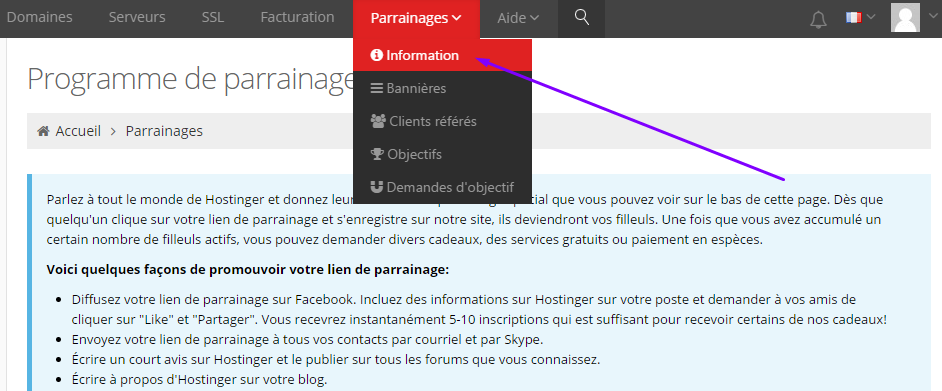 Domaines Serveurs SSL Facturation Parrainages Aide
Information
Programme de parrainage
Bannières
Accueil Parrainages
Clients référés
Objectifs
Demandes d'objectif
Parlez à tout le monde de Hostinger et donnez leur que vous pouvez voir sur le bas de cette page. Dès que
quelqu'un clique sur votre lien de parrainage et s'enregistre sur notre site, ils deviendront vos filleuls. Une fois que vous avez accumulé un
certain nombre de filleuls actifs, vous pouvez demander divers cadeaux, des services gratuits ou paiement en espèces.
Voici quelques façons de promouvoir votre lien de parrainage:
Diffusez votre lien de parrainage sur Facebook. Incluez des informations sur Hostinger sur votre poste et demander à vos amis de
cliquer sur "Like" et "Partager". Vous recevrez instantanément 5-10 inscriptions qui est suffisant pour recevoir certains de nos cadeaux!
Envoyez votre lien de parrainage à tous vos contacts par courriel et par Skype.
Écrire un court avis sur Hostinger et le publier sur tous les forums que vous connaissez.
Écrire à propos d'Hostinger sur votre blog.